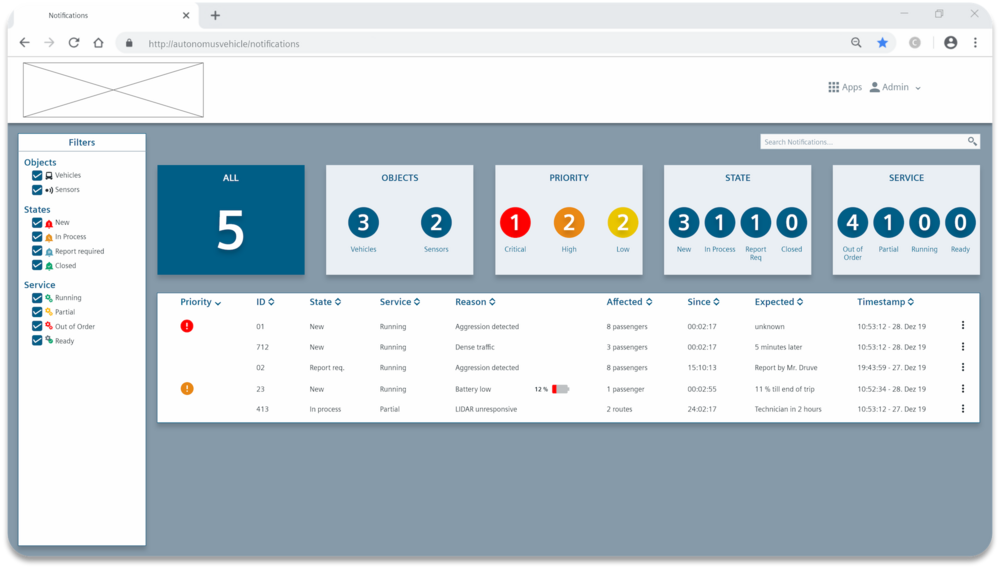 Notifications
http://autonomusvehicle/notifications
Apps Admin
Filters
Objects
Vehicles
Sensors
States
New
In Process
Report required
Closed
Service
Running
Partial
Out of Order
Ready
Search Notifications...
ALL
5
OBJECTS
3 2
Vehicles Sensors
PRIORITY
1 2 2
Critical High Low
STATE
3 1 1 0
New In Process Report Closed
Req
SERVICE
4 1 0 0
Out of Partial Running Ready
Order
Priority ID State Service Reason Affected Since Expected Timestamp
01 New Running Aggression detected 8 passengers 00:02:17 unknown 10:53:12 - 28. Dez 19
712 New Running Dense traffic 3 passengers 00:02:17 5 minutes later 10:53:12 - 28. Dez 19
02 Report req. Running Aggression detected 8 passengers 15:10:13 Report by Mr. Druve 19:43:59 - 27. Dez 19
23 New Running Battery low 12 % 1 passenger 00:02:55 11 % till end of trip 10:52:34 - 28. Dez 19
413 In process Partial LIDAR unresponsive 2 routes 24:02:17 Technician in 2 hours 10:53:12 - 27. Dez 19